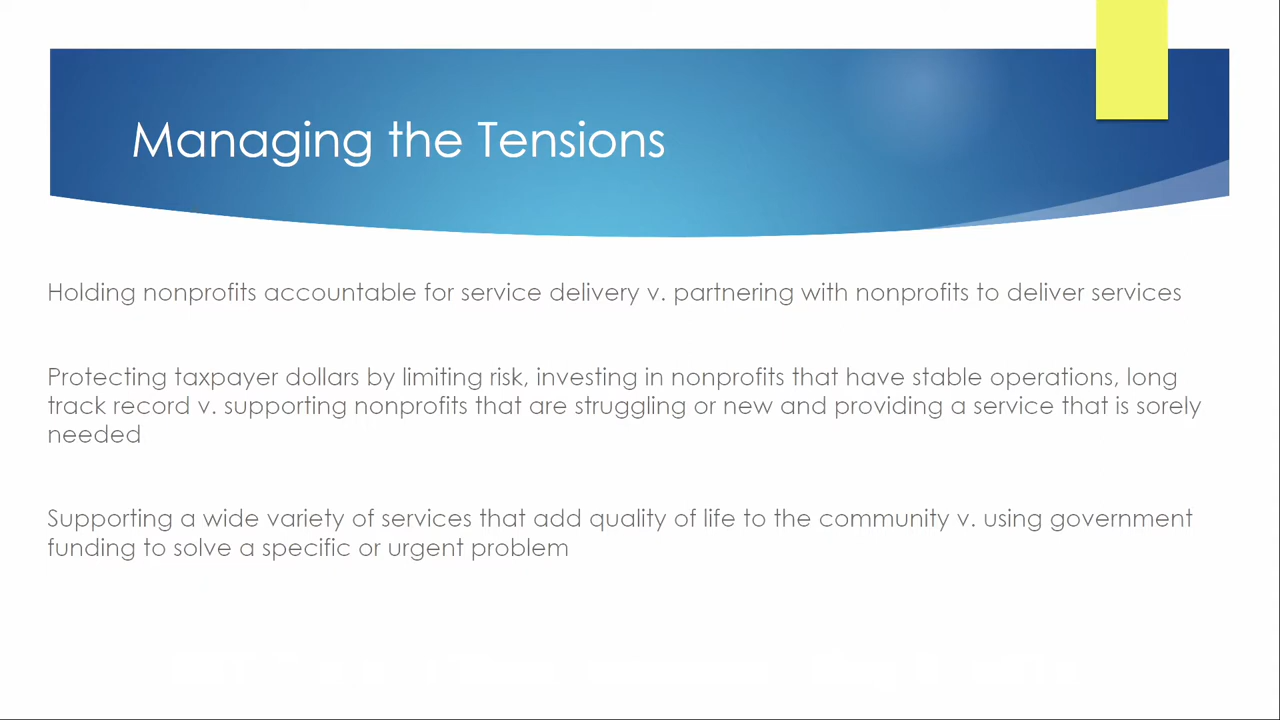 Managing the Tensions
Holding nonprofits accountable for service delivery v. partnering with nonprofits to deliver services
Protecting taxpayer dollars by limiting risk, investing in nonprofits that have stable operations, long
track record v. supporting nonprofits that are struggling or new and providing a service that is sorely
needed
Supporting a wide variety of services that add quality of life to the community v. using government
funding to solve a specific or urgent problem